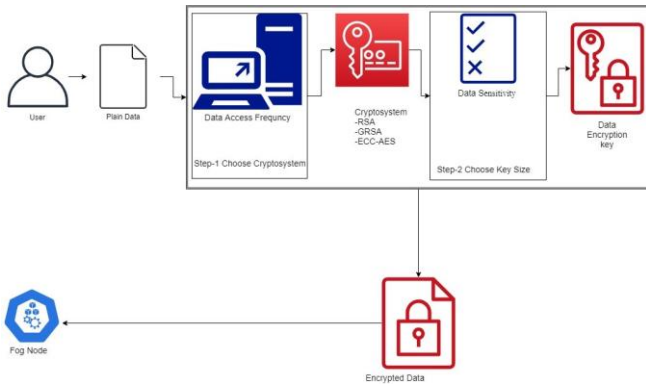 User
Plain Data
Data Access Frequncy
Step-1 Choose Cryptosystem
Cryptosystem
-RSA
-GRSA
-ECC-AES
Data Sensitivity
Step-2 Choose Key Size
Data
Encryption
key
Fog Node
Encrypted Data